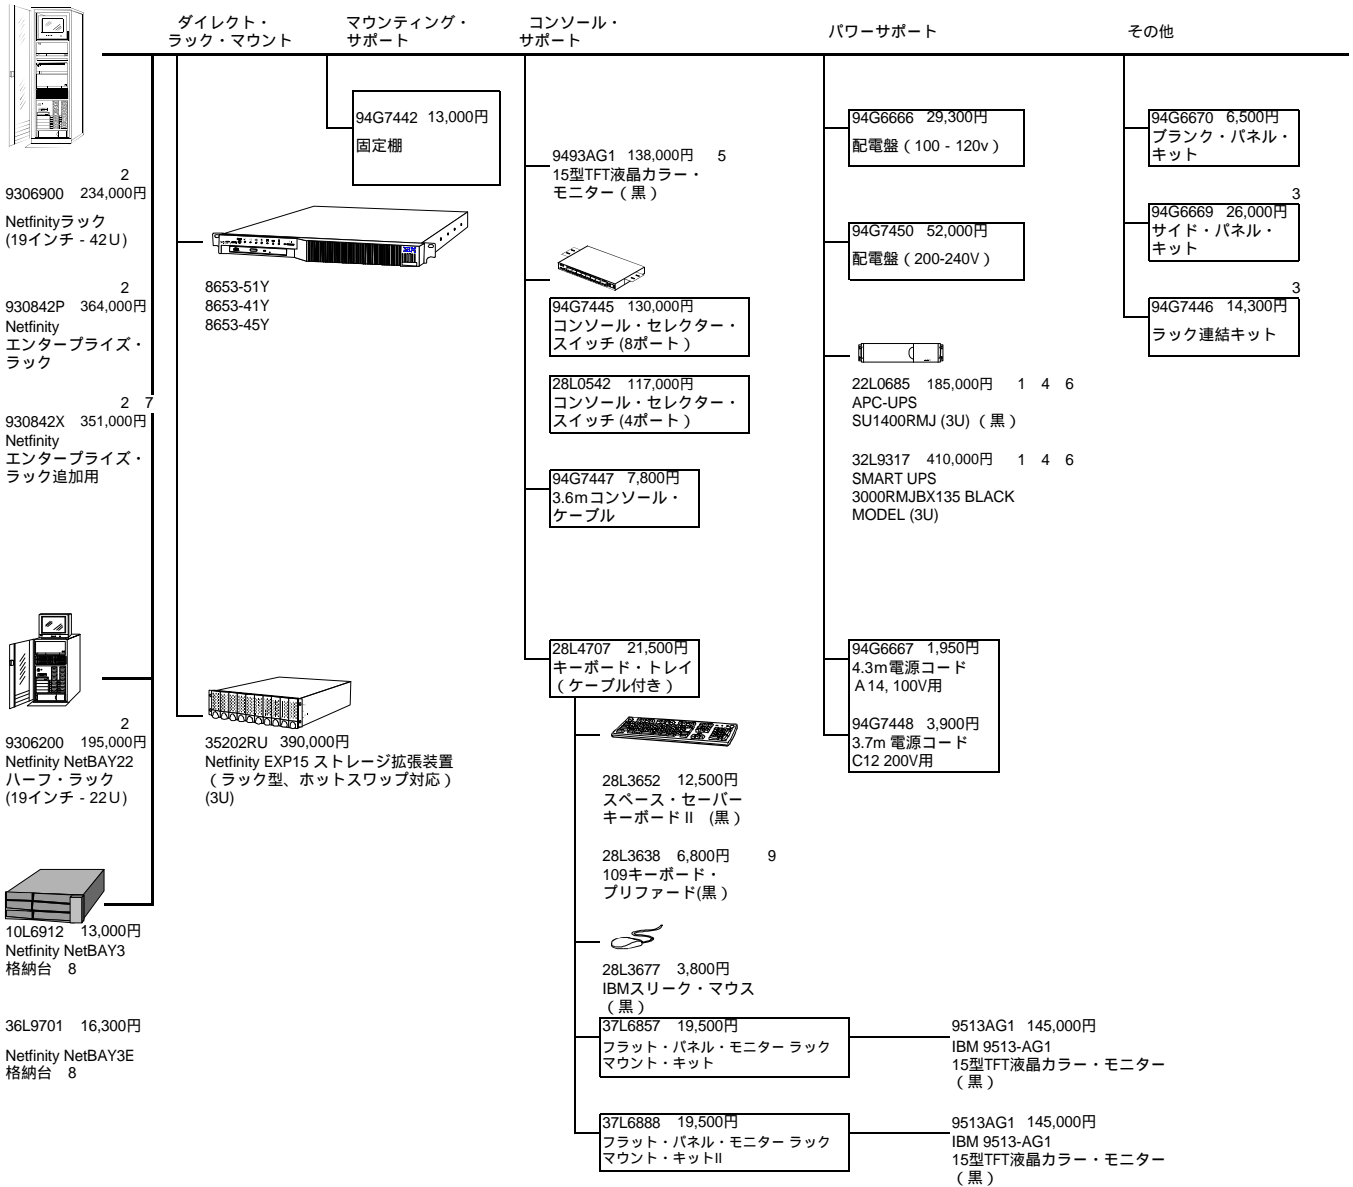 ダイレクト・
ラック・マウント
マウンティング・
サポート
コンソール・
サポート
パワーサポート
その他
2
9306900 234,000円
Netfinityラック
(19インチ - 42U)
2
930842P 364,000円
Netfinity
エンタープライズ・
ラック
2 7
930842X 351,000円
Netfinity
エンタープライズ・
ラック追加用
2
9306200 195,000円
Netfinity NetBAY22
ハーフ・ラック
(19インチ - 22U)
10L6912 13,000円
Netfinity NetBAY3
格納台 8
36L9701 16,300円
Netfinity NetBAY3E
格納台 8
8653-51Y
8653-41Y
8653-45Y
35202RU 390,000円
Netfinity EXP15 ストレージ拡張装置
(ラック型、ホットスワップ対応)
(3U)
94G7442 13,000円
固定棚
9493AG1 138,000円 5
15型TFT液晶カラー・
モニター(黒)
94G7445 130,000円
コンソール・セレクター・
スイッチ (8ポート)
28L0542 117,000円
コンソール・セレクター・
スイッチ (4ポート)
94G7447 7,800円
3.6mコンソール・
ケーブル
28L4707 21,500円
キーボード・トレイ
(ケーブル付き)
28L3652 12,500円
スペース・セーバー
キーボードⅡ (黒)
28L3638 6,800円 9
109キーボード・
プリファード(黒)
28L3677 3,800円
IBMスリーク・マウス
(黒)
37L6857 19,500円
フラット・パネル・モニター ラック
マウント・キット
9513AG1 145,000円
IBM 9513-AG1
15型TFT液晶カラー・モニター
(黒)
37L6888 19,500円
フラット・パネル・モニター ラック
マウント・キットII
9513AG1 145,000円
IBM 9513-AG1
15型TFT液晶カラー・モニター
(黒)
94G6666 29,300円
配電盤(100 - 120v)
94G7450 52,000円
配電盤(200-240V)
22L0685 185,000円 1 4 6
APC-UPS
SU1400RMJ (3U)(黒)
32L9317 410,000円 1 4 6
SMART UPS
3000RMJBX135 BLACK
MODEL (3U)
94G6667 1,950円
4.3m電源コード
A14, 100V用
94G7448 3,900円
3.7m 電源コード
C12 200V用
94G6670 6,500円
ブランク・パネル・
キット
3
94G6669 26,000円
サイド・パネル・
キット
3
94G7446 14,300円
ラック連結キット